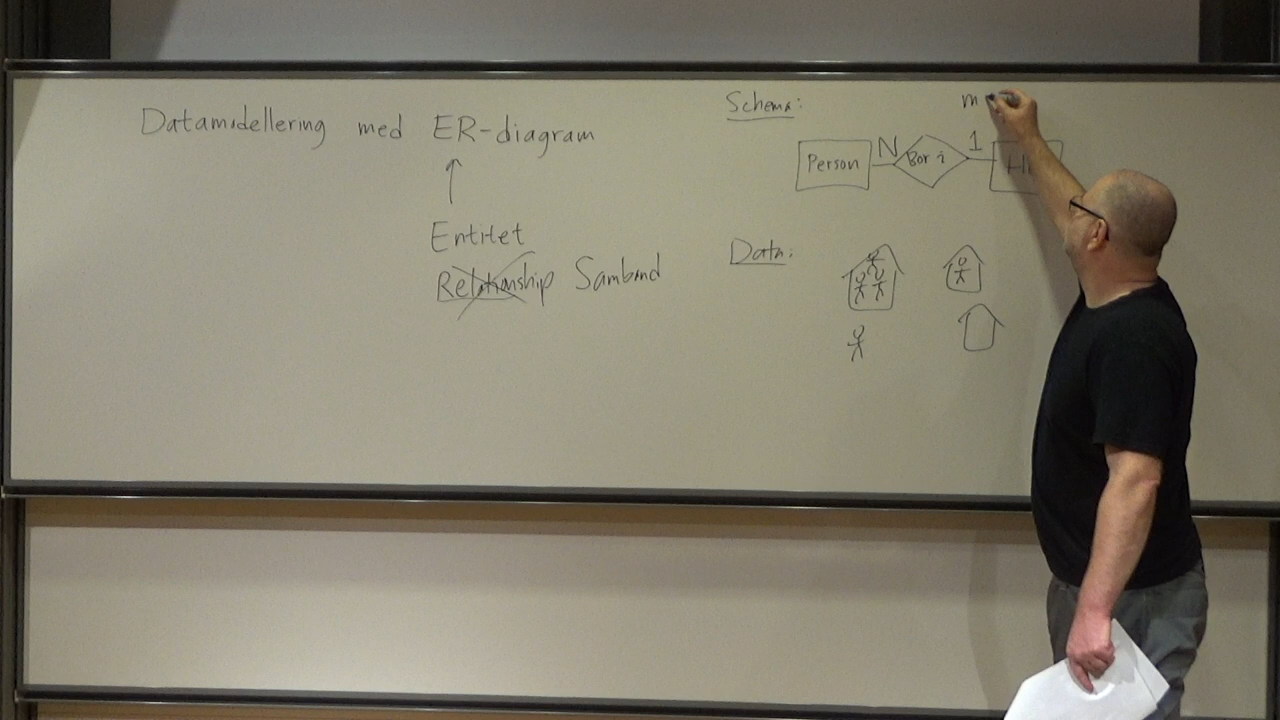 Datamodellering med ER-diagram
Entitet
Relationship Samband
Schema:
m
Person N Bor i 1
Data: